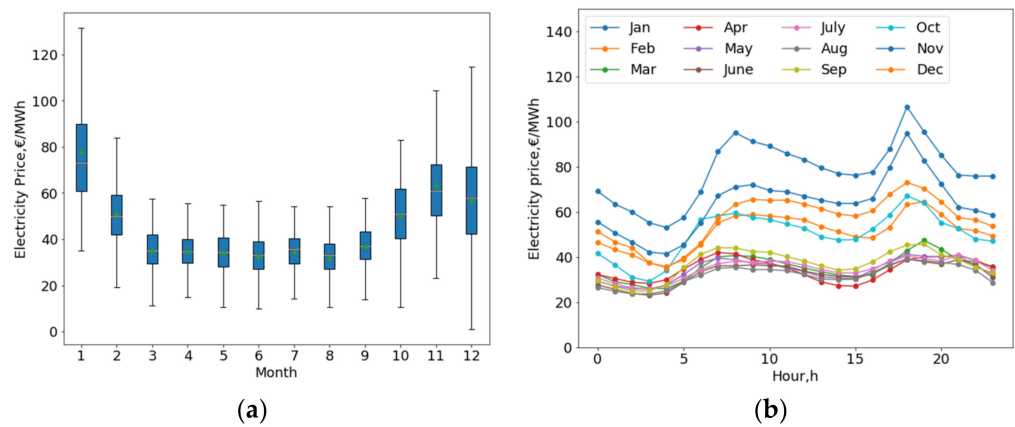 120
100
80
60
40
20
0
Electricity Price,€/MWh
1 2 3 4 5 6 7 8 9 10 11 12
Month
(a)
140
120
100
80
60
40
20
0
Electricity price,€/MWh
Jan Apr July Oct
Feb May Aug Nov
Mar June Sep Dec
0 5 10 15 20
Hour,h
(b)